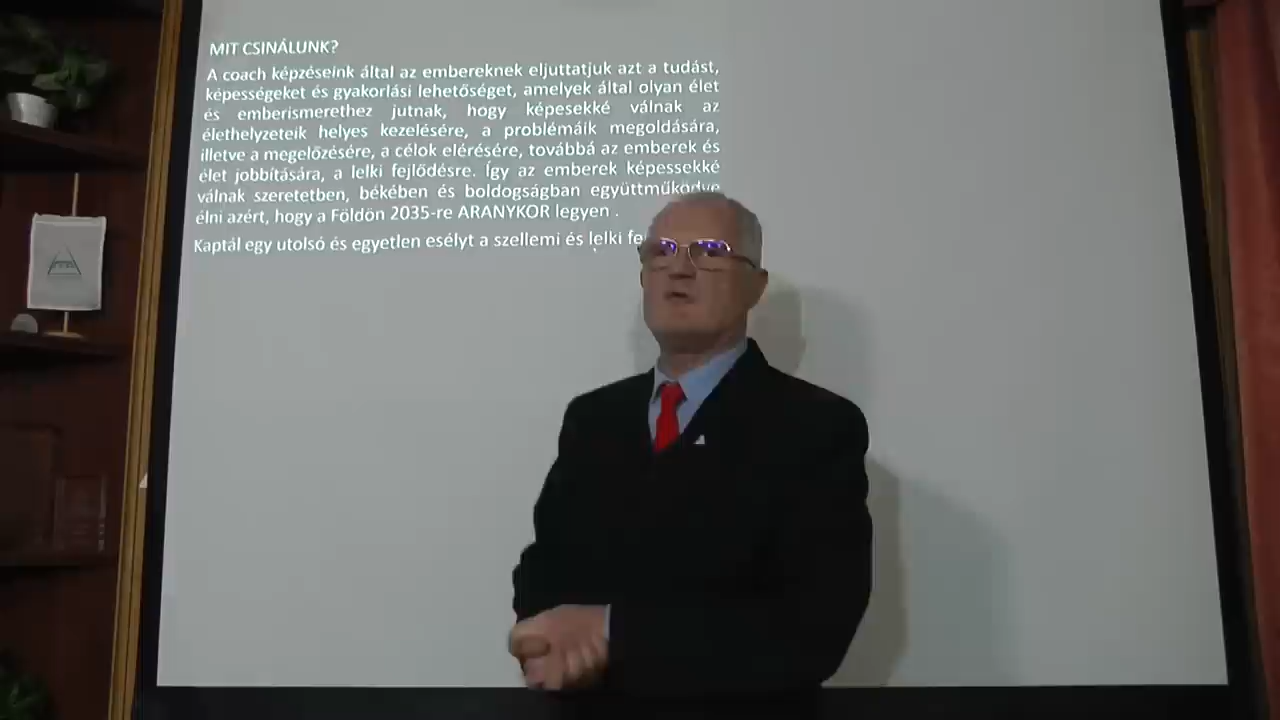 MIT CSINÁLUNK?
A coach képzéseink által az embereknek eljuttatjuk azt a tudást,
képességeket és gyakorlási lehetőséget, amelyek által olyan élet
és emberismerethez jutnak, hogy képesekké válnak az
élethelyzeteik helyes kezelésére, a problémáik megoldására,
illetve a megelőzésére, a célok elérésére, továbbá az emberek és
élet jobbítására, a lelki fejlődésre. Így az emberek képessekké
válnak szeretetben, békében és boldogságban együttműködve
élni azért, hogy a Földön 2035-re ARANYKOR legyen .
Kaptál egy utolsó és egyetlen esélyt a szellemi és lelki